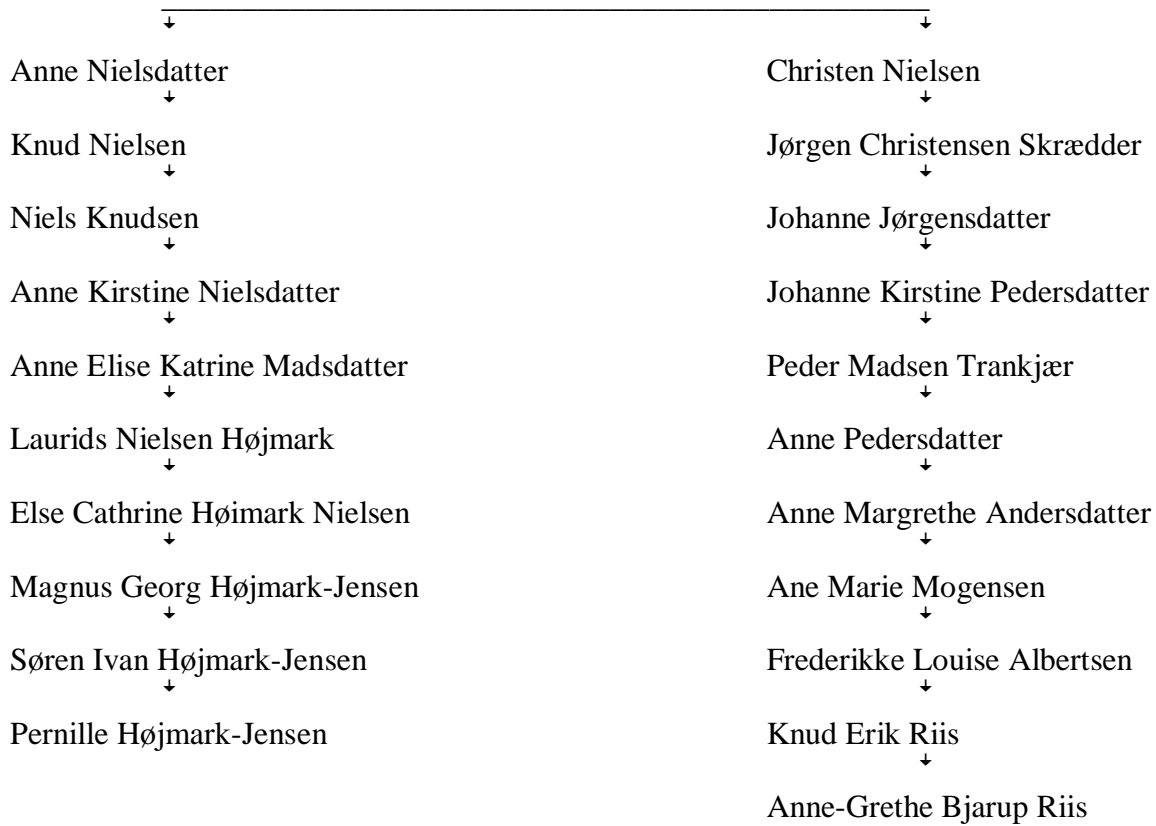 Anne Nielsdatter Christen Nielsen
Knud Nielsen Jørgen Christensen Skrædder
Niels Knudsen Johanne Jørgensdatter
Anne Kirstine Nielsdatter Johanne Kirstine Pedersdatter
Anne Elise Katrine Madsdatter Peder Madsen Trankjær
Laurids Nielsen Højmark Anne Pedersdatter
Else Cathrine Høimark Nielsen Anne Margrethe Andersdatter
Magnus Georg Højmark-Jensen Ane Marie Mogensen
Søren Ivan Højmark-Jensen Frederikke Louise Albertsen
Pernille Højmark-Jensen Knud Erik Riis
Anne-Grethe Bjarup Riis